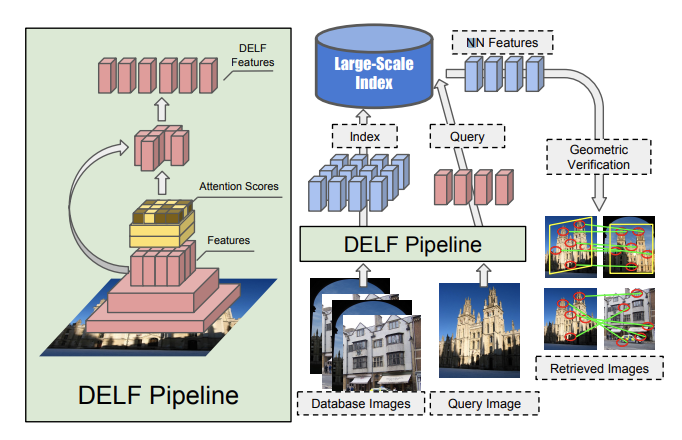 DELF
Features
Attention Scores
Features
DELF Pipeline
Large-Scale
Index
NN Features
Index
Query
Geometric
Verification
DELF Pipeline
Database Images
Query Image
Retrieved Images